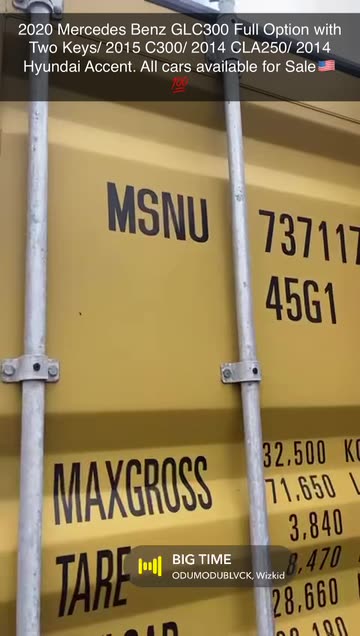 2020 Mercedes Benz GLC300 Full Option with
Two Keys/ 2015 C300/ 2014 CLA250/ 2014
Hyundai Accent. All cars available for Sale🇺🇸
💯
MSNU 737117
45G1
MAXGROSS 32,500 KG
71,650 L
TARE 3,840
8,470
28,660
BIG TIME
ODUMODUBLVCK, Wizkid